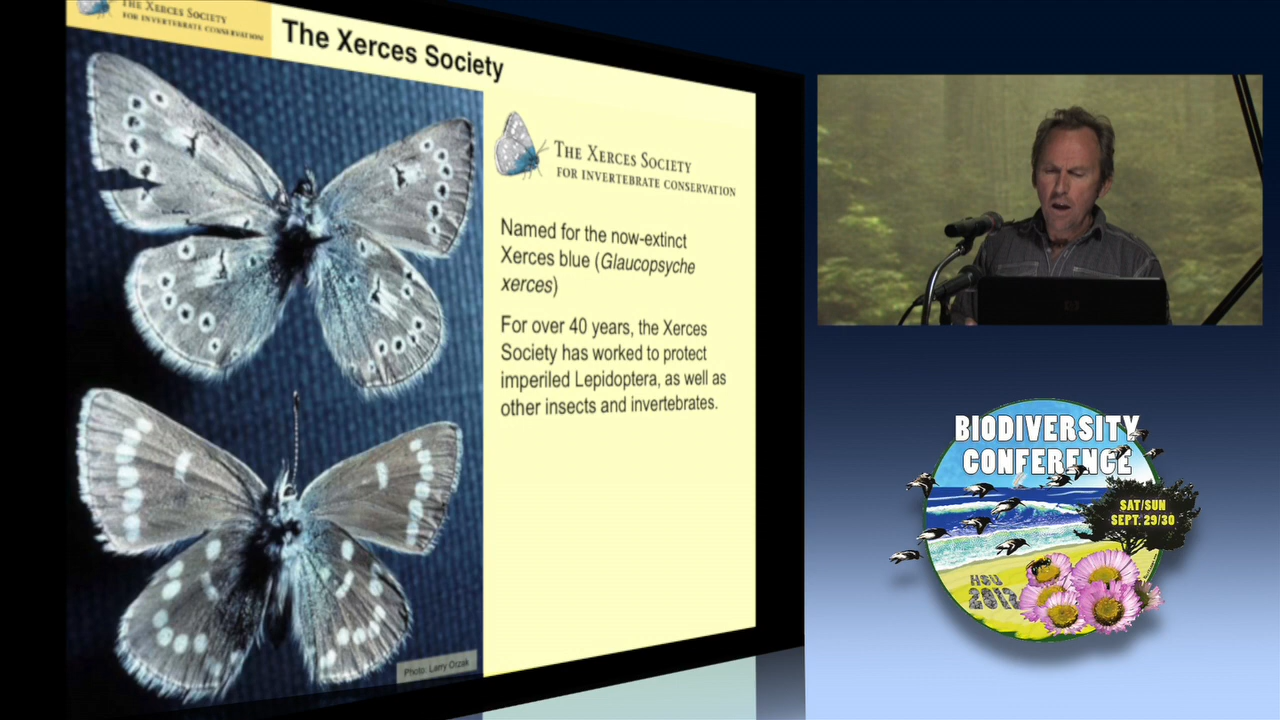 THE XERCES SOCIETY
FOR INVERTEBRATE CONSERVATION
The Xerces Society
THE XERCES SOCIETY
FOR INVERTEBRATE CONSERVATION
Named for the now-extinct
Xerces blue (Glaucopsyche
xerces)
For over 40 years, the Xerces
Society has worked to protect
imperiled Lepidoptera, as well as
other insects and invertebrates.
Photo: Larry Orzak
BIODIVERSITY
CONFERENCE
SAT/SUN
SEPT. 29/30
HSU
2012
hp